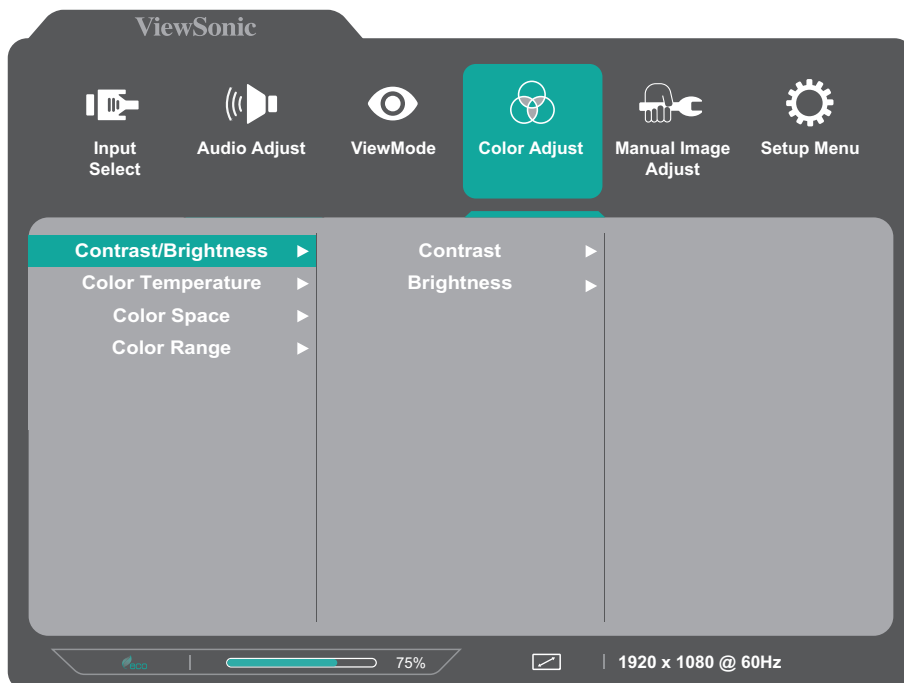 ViewSonic
Input
Select
Audio Adjust
ViewMode
Color Adjust
Manual Image
Adjust
Setup Menu
Contrast/Brightness
Color Temperature
Color Space
Color Range
Contrast
Brightness
eco
75%
1920 x 1080 @ 60Hz